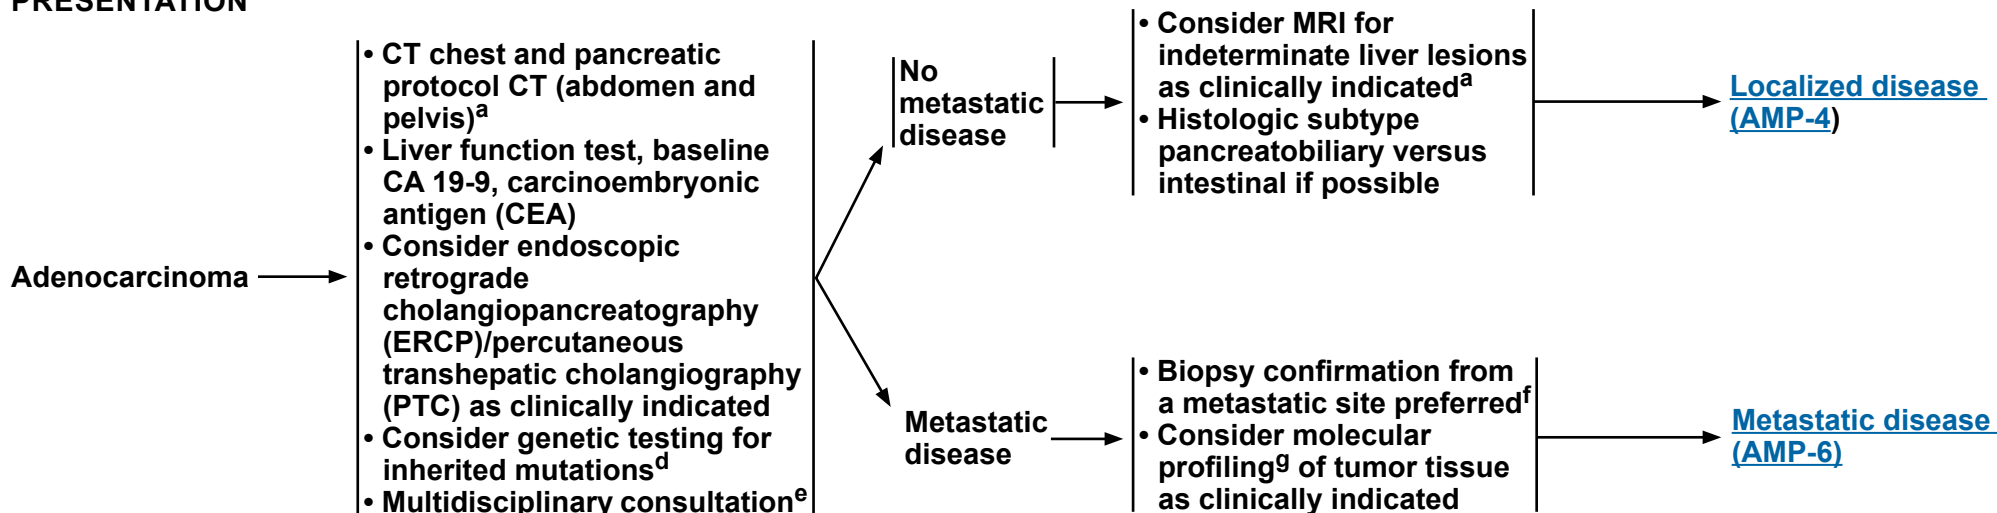 PRESENTATION
Adenocarcinoma
• CT chest and pancreatic
protocol CT (abdomen and
pelvis)a
• Liver function test, baseline
CA 19-9, carcinoembryonic
antigen (CEA)
• Consider endoscopic
retrograde
cholangiopancreatography
(ERCP)/percutaneous
transhepatic cholangiography
(PTC) as clinically indicated
• Consider genetic testing for
inherited mutationsd
• Multidisciplinary consultatione
No
metastatic
disease
• Consider MRI for
indeterminate liver lesions
as clinically indicateda
• Histologic subtype
pancreatobiliary versus
intestinal if possible
Localized disease
(AMP-4)
Metastatic
disease
• Biopsy confirmation from
a metastatic site preferredf
• Consider molecular
profilingg of tumor tissue
as clinically indicated
Metastatic disease
(AMP-6)